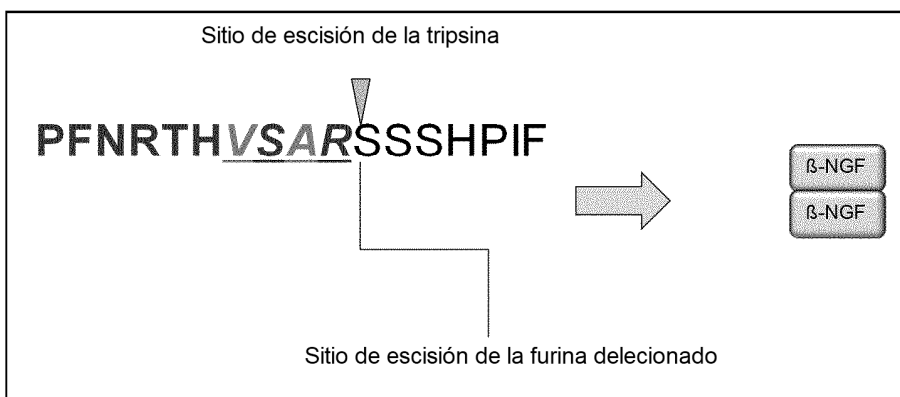 Sitio de escisión de la tripsina
PFNRTHVSARSSSHPIF
ß-NGF
ß-NGF
Sitio de escisión de la furina delecionado